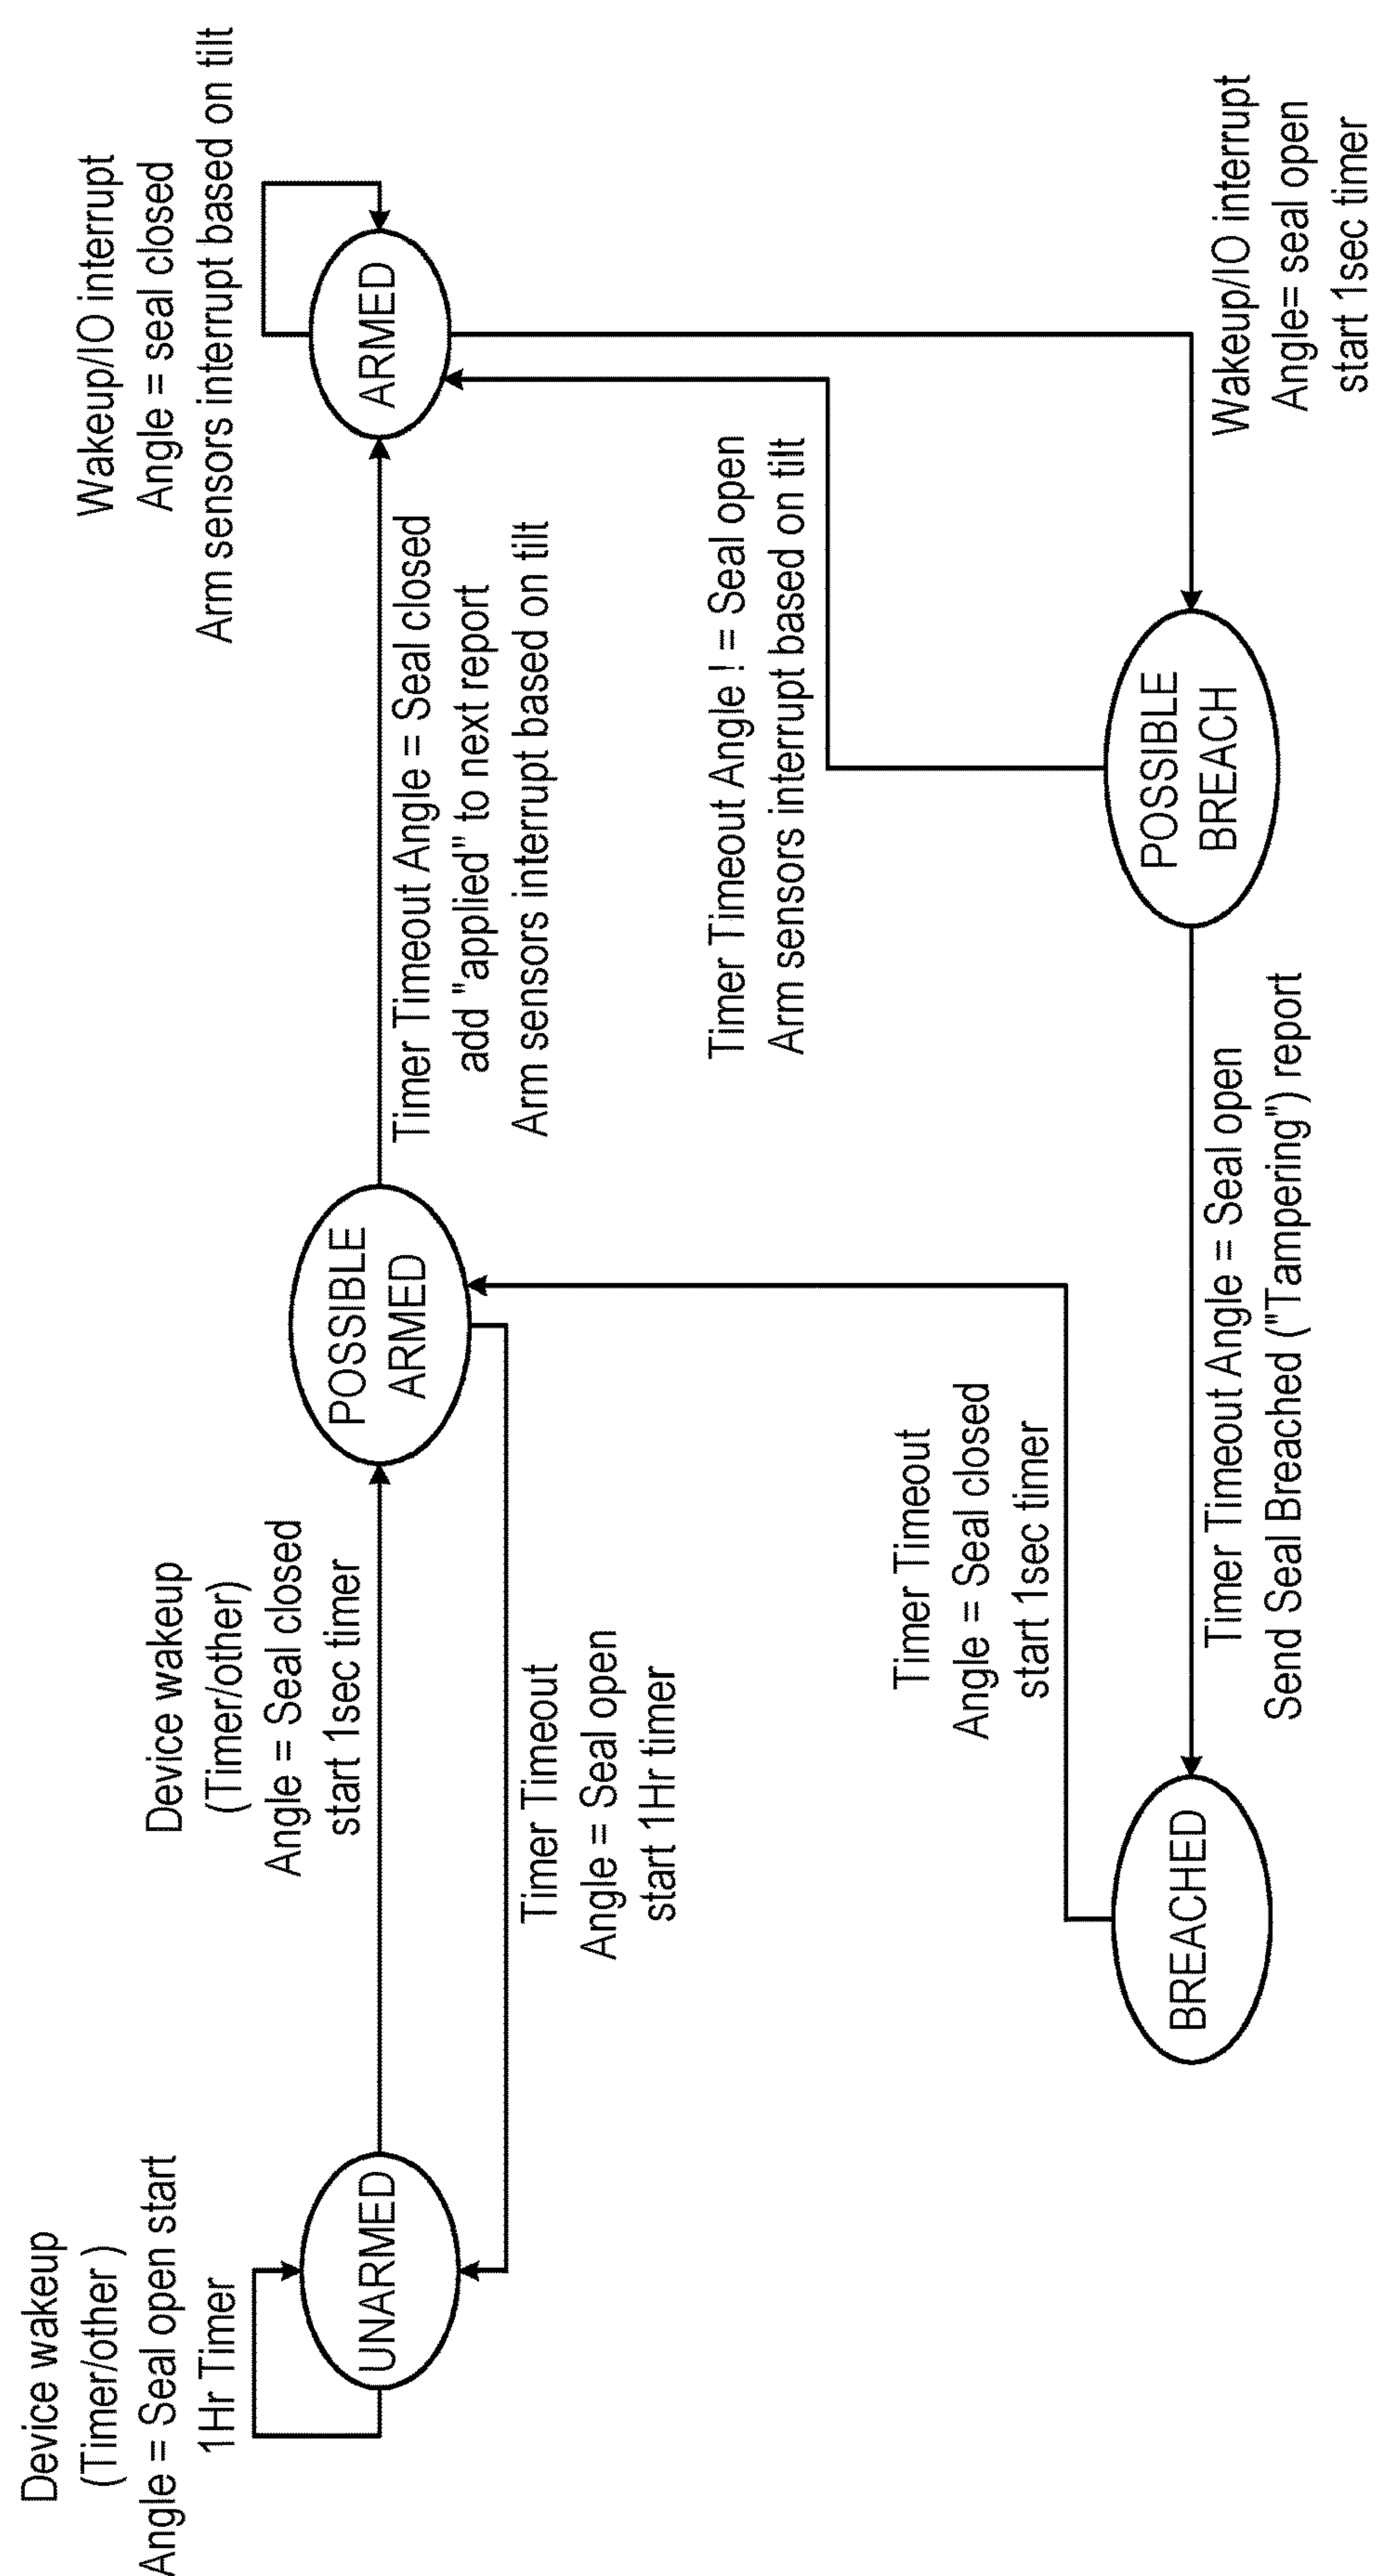 Device wakeup
(Timer/other )
Angle = Seal open start
1Hr Timer
UNARMED
Device wakeup
(Timer/other)
Angle = Seal closed
start 1sec timer
Timer Timeout
Angle = Seal open
start 1Hr timer
POSSIBLE
ARMED
Timer Timeout Angle = Seal closed
add "applied" to next report
Arm sensors interrupt based on tilt
Wakeup/IO interrupt
Angle = seal closed
Arm sensors interrupt based on tilt
ARMED
Timer Timeout Angle ! = Seal open
Arm sensors interrupt based on tilt
Wakeup/IO interrupt
Angle= seal open
start 1sec timer
Timer Timeout
Angle = Seal closed
start 1sec timer
BREACHED
Timer Timeout Angle = Seal open
Send Seal Breached ("Tampering") report
POSSIBLE
BREACH